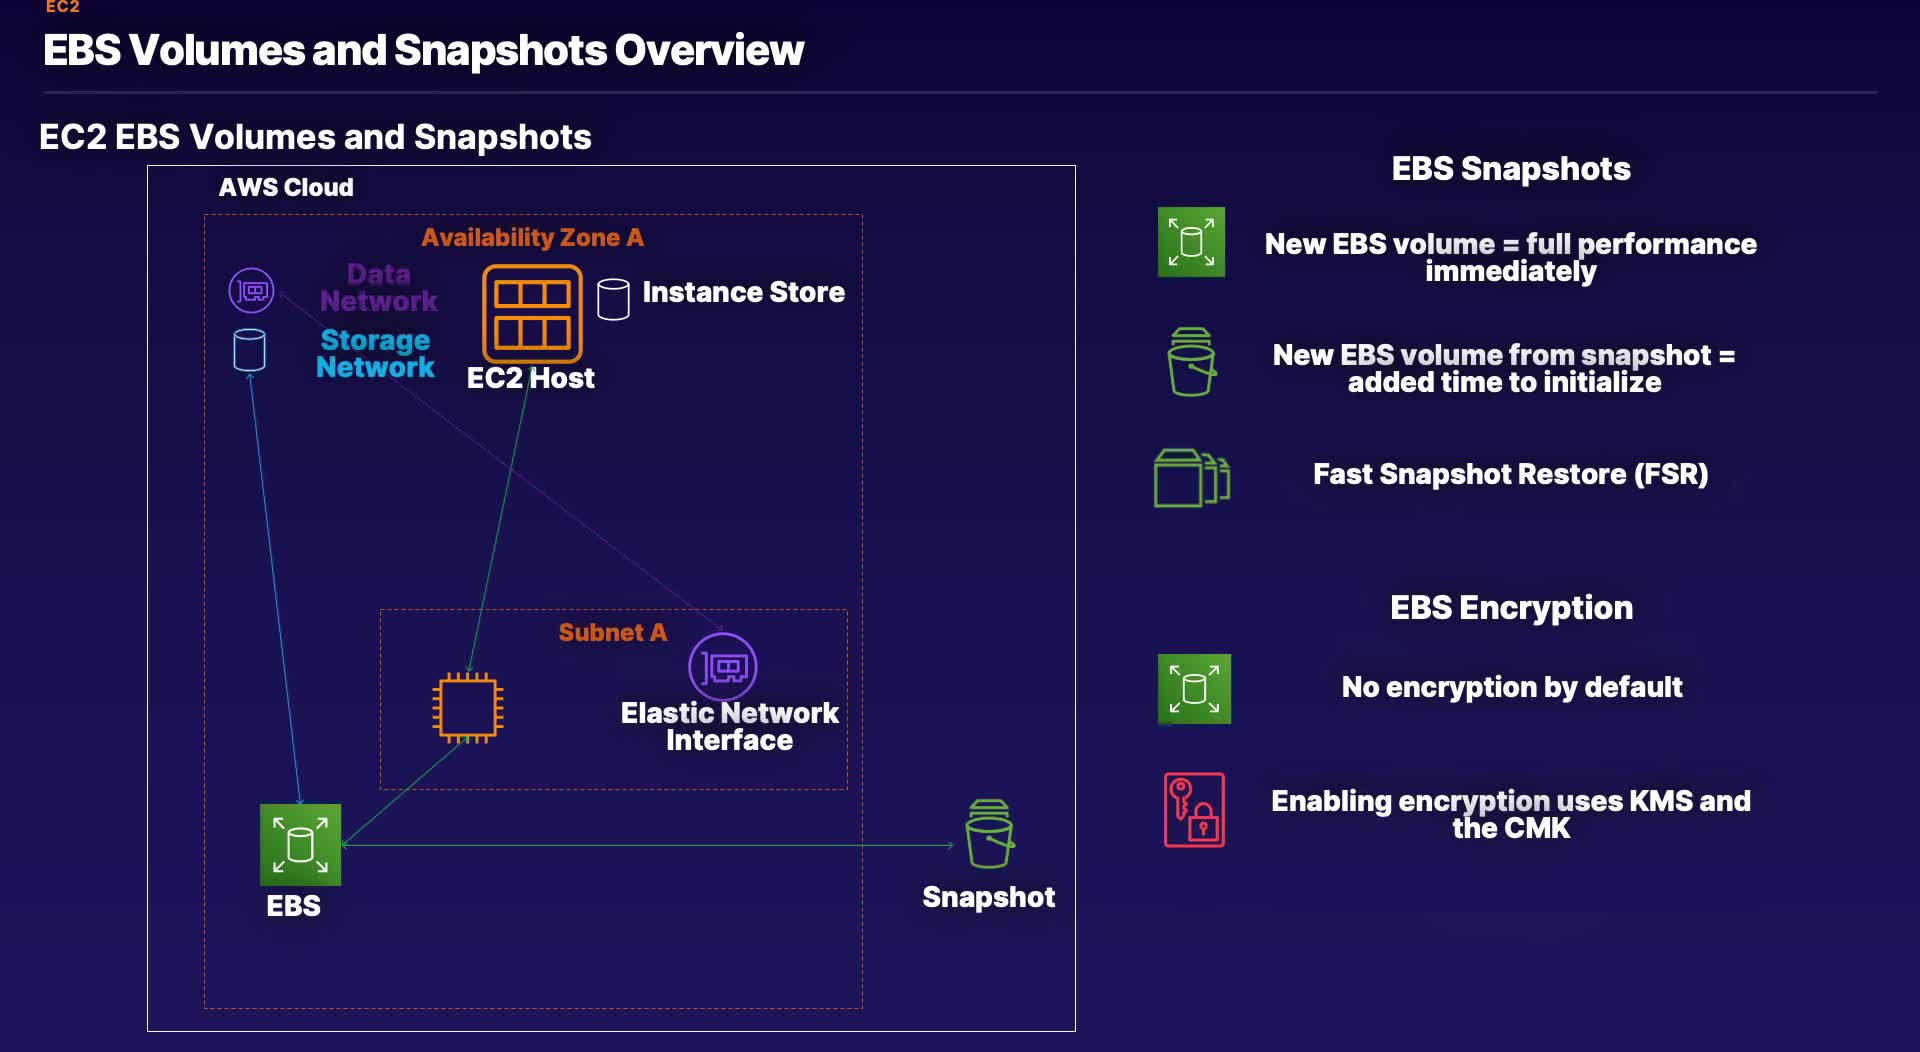 EC2
EBS Volumes and Snapshots Overview
EC2 EBS Volumes and Snapshots
AWS Cloud
Availability Zone A
Data
Network
Storage
Network
EC2 Host
Instance Store
Subnet A
Elastic Network
Interface
EBS
Snapshot
EBS Snapshots
New EBS volume = full performance
immediately
New EBS volume from snapshot =
added time to initialize
Fast Snapshot Restore (FSR)
EBS Encryption
No encryption by default
Enabling encryption uses KMS and
the CMK